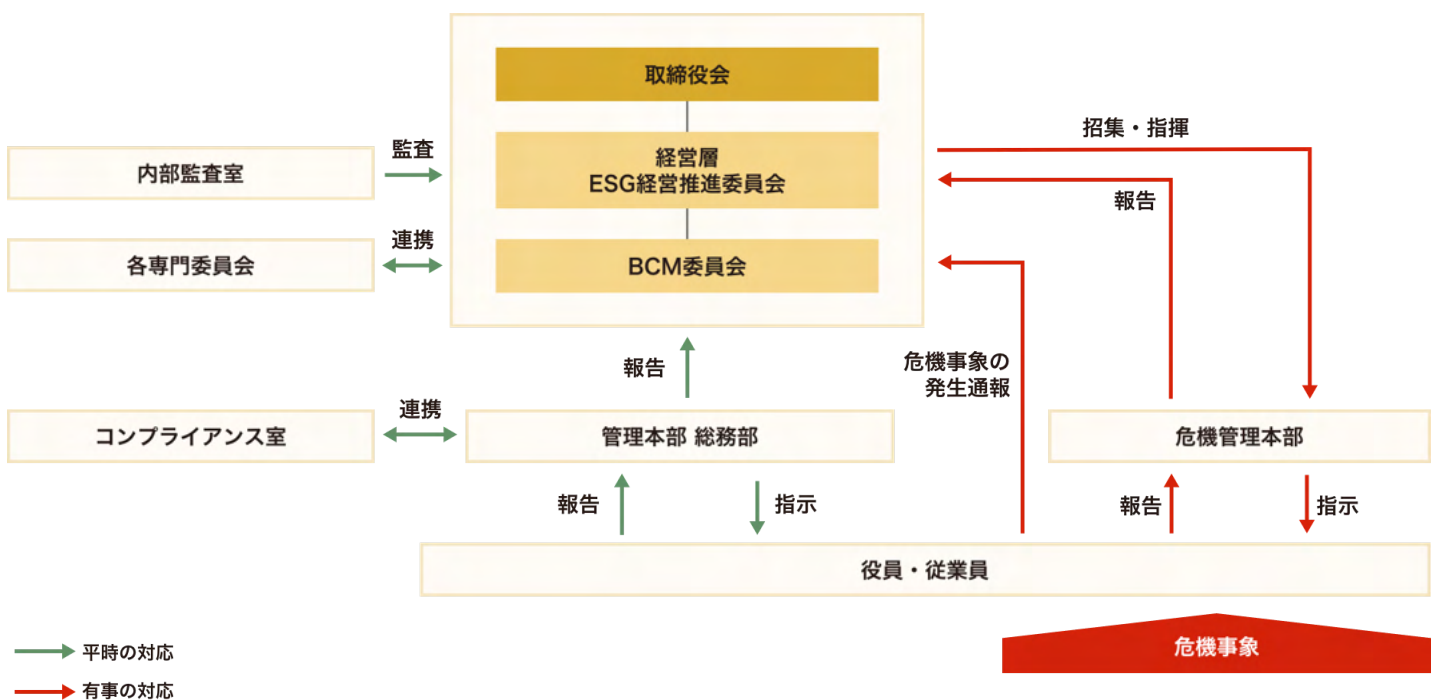 取締役会
招集・指揮
監査
内部監査室
経営層
ESG経営推進委員会
報告
連携
各専門委員会
BCM委員会
報告
危機事象の
発生通報
連携
コンプライアンス室
管理本部 総務部
危機管理本部
報告
指示
報告
指示
役員・従業員
危機事象
平時の対応
有事の対応